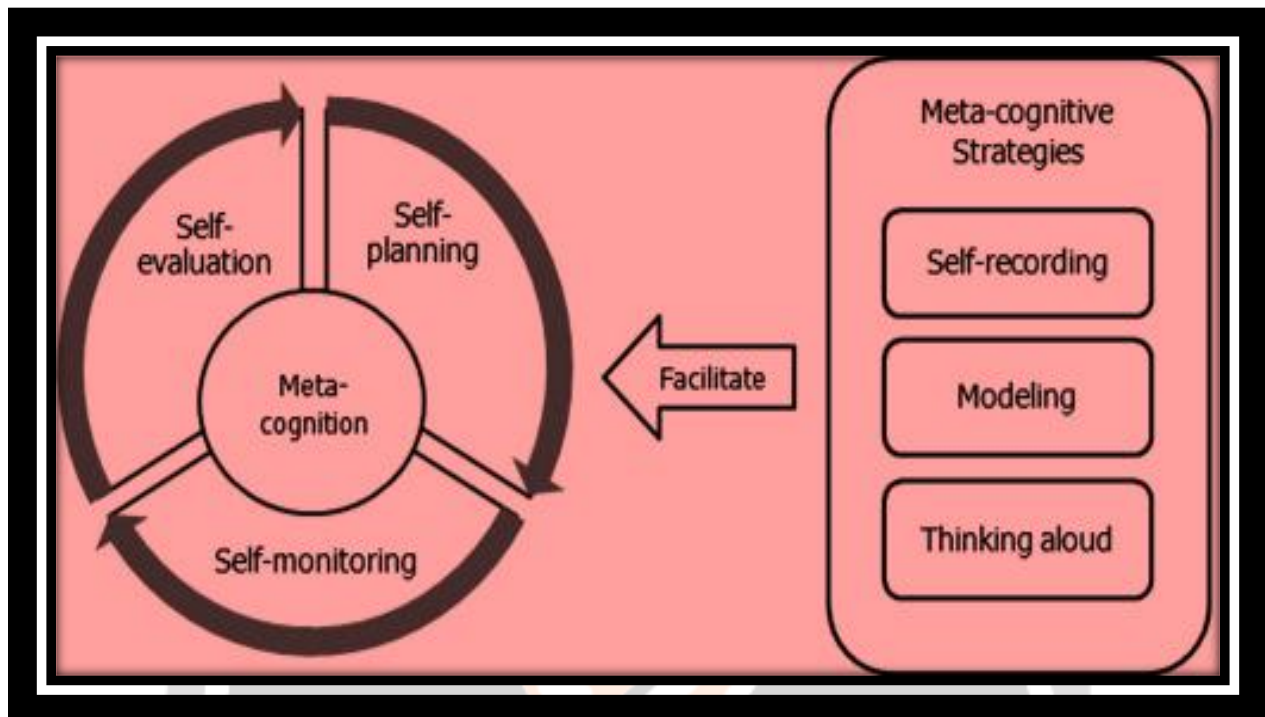 Self-
evaluation
Self-
planning
Meta-
cognition
Self-monitoring
Facilitate
Meta-cognitive
Strategies
Self-recording
Modeling
Thinking aloud